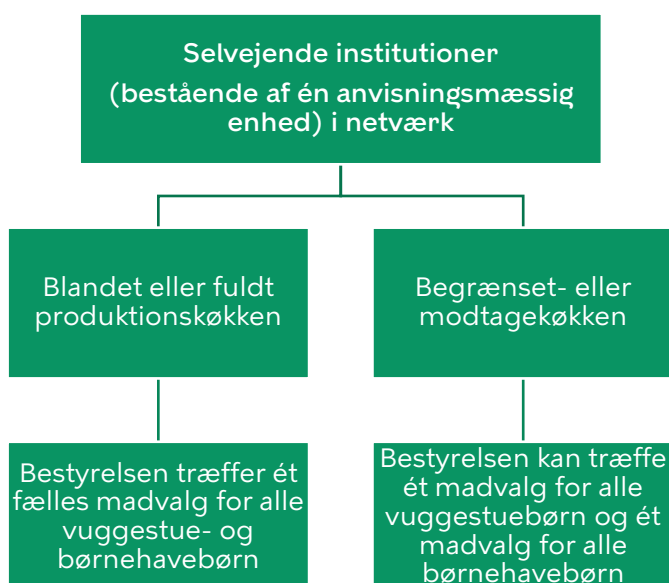 Selvejende institutioner
(bestående af én anvisningsmæssig
enhed) i netværk
Blandet eller fuldt
produktionskøkken
Begrænset- eller
modtagekøkken
Bestyrelsen træffer ét
fælles madvalg for alle
vuggestue- og
børnehavebørn
Bestyrelsen kan træffe
ét madvalg for alle
vuggestuebørn og ét
madvalg for alle
børnehavebørn